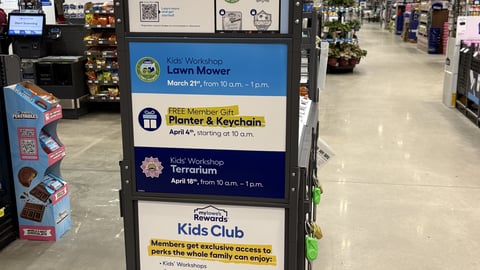 Kids' Workshop
Lawn Mower
March 21st, from 10 a.m. – 1 p.m.
FREE Member Gift
Planter & Keychain
April 4th, starting at 10 a.m.
Kids' Workshop
Terrarium
April 18th, from 10 a.m. – 1 p.m.
mylowe's
Rewards
Kids Club
Members get exclusive access to
perks the whole family can enjoy:
• Kids' Workshops